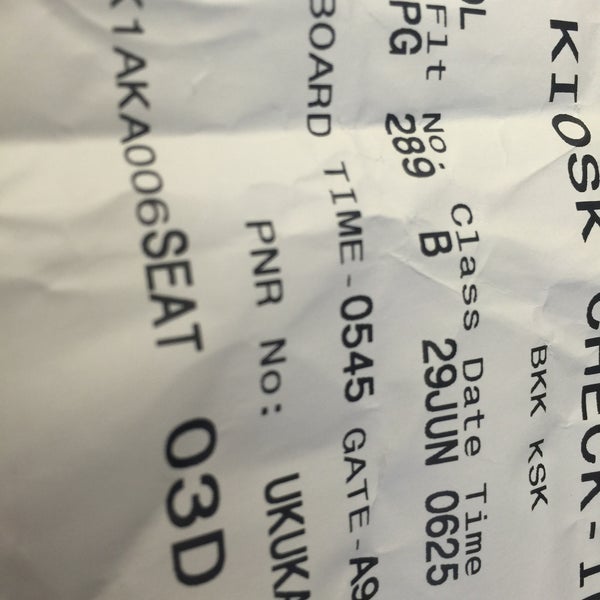 KIOSK CHECK-I
BKK KSK
OL
Flt No: Class Date Time
PG 289 B 29JUN 0625
BOARD TIME-0545 GATE-A9
PNR No: UKUKA
K1AKA006SEAT 03D